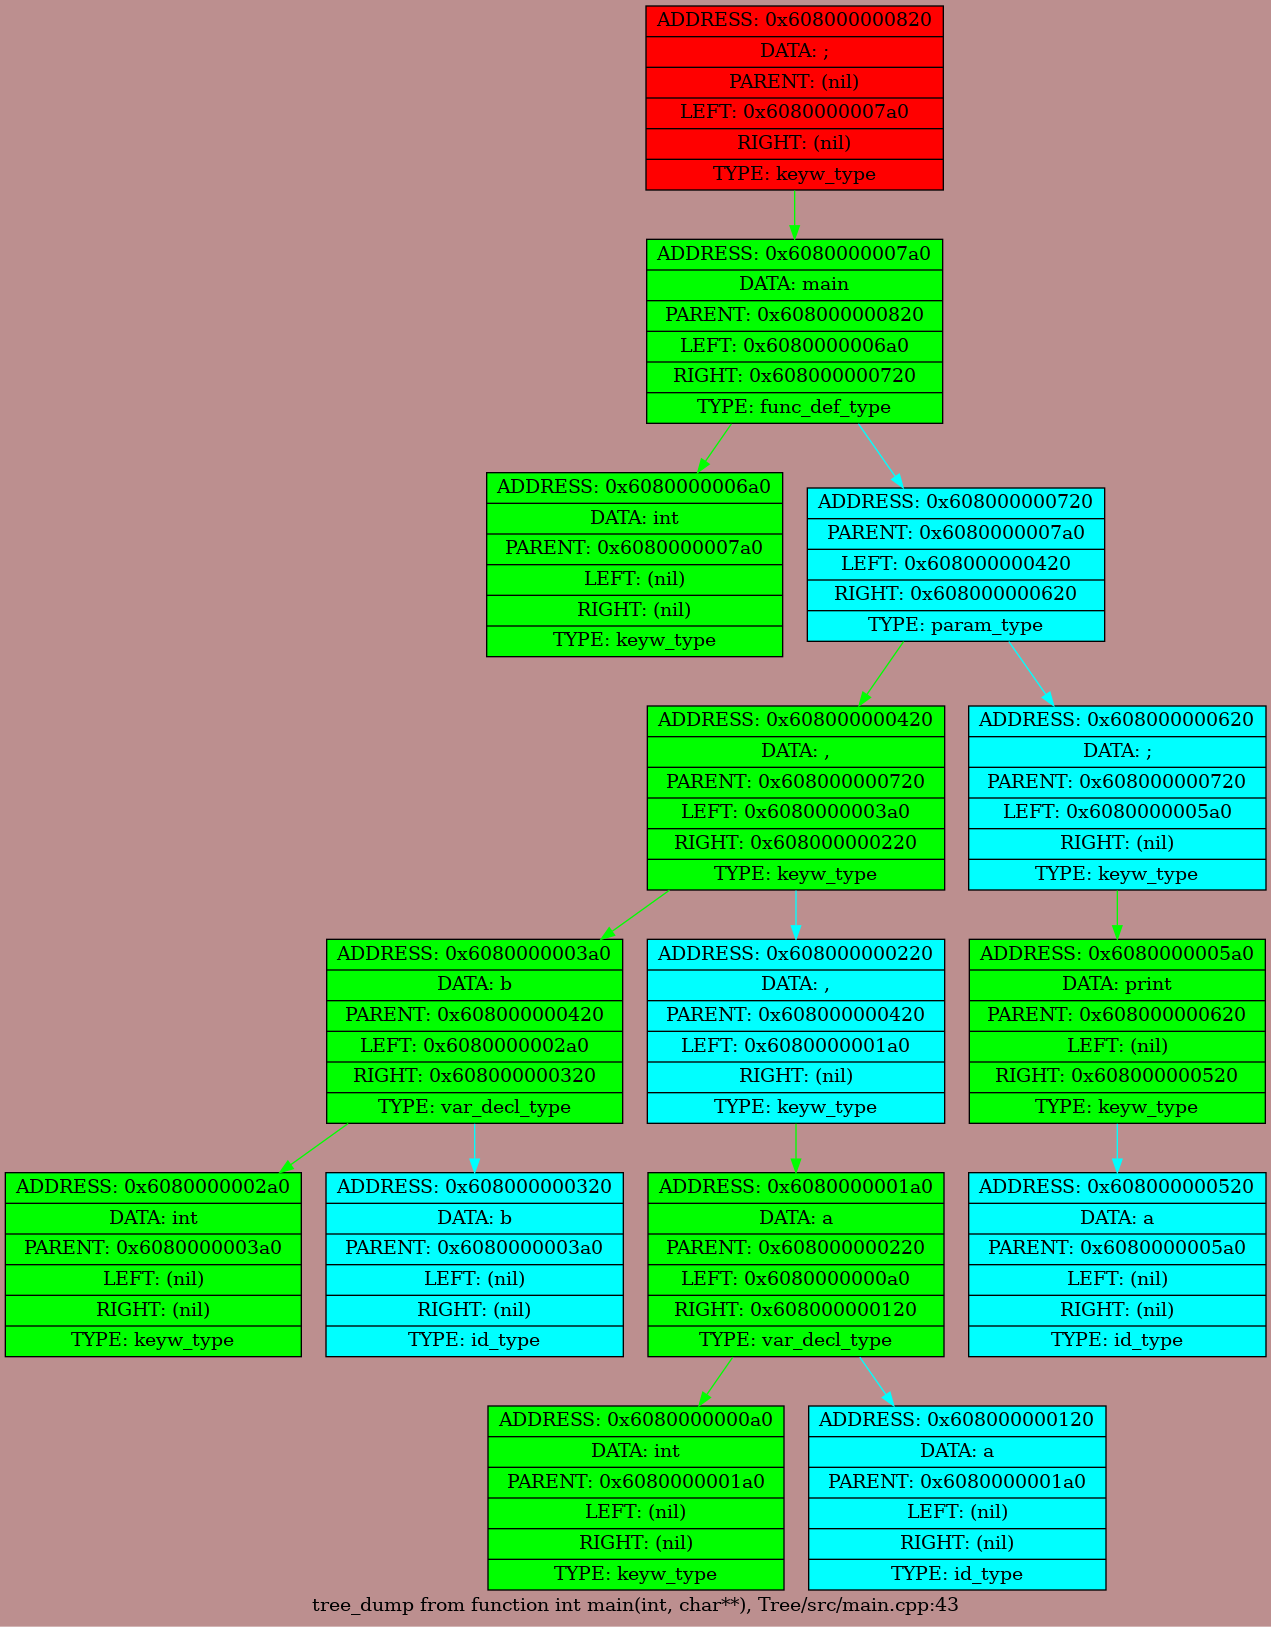 ADDRESS: 0x608000000820
DATA: ;
PARENT: (nil)
LEFT: 0x6080000007a0
RIGHT: (nil)
TYPE: keyw_type
ADDRESS: 0x6080000007a0
DATA: main
PARENT: 0x608000000820
LEFT: 0x6080000006a0
RIGHT: 0x608000000720
TYPE: func_def_type
ADDRESS: 0x6080000006a0
DATA: int
PARENT: 0x6080000007a0
LEFT: (nil)
RIGHT: (nil)
TYPE: keyw_type
ADDRESS: 0x608000000720
PARENT: 0x6080000007a0
LEFT: 0x608000000420
RIGHT: 0x608000000620
TYPE: param_type
ADDRESS: 0x608000000420
DATA: ,
PARENT: 0x608000000720
LEFT: 0x6080000003a0
RIGHT: 0x608000000220
TYPE: keyw_type
ADDRESS: 0x608000000620
DATA: ;
PARENT: 0x608000000720
LEFT: 0x6080000005a0
RIGHT: (nil)
TYPE: keyw_type
ADDRESS: 0x6080000003a0
DATA: b
PARENT: 0x608000000420
LEFT: 0x6080000002a0
RIGHT: 0x608000000320
TYPE: var_decl_type
ADDRESS: 0x608000000220
DATA: ,
PARENT: 0x608000000420
LEFT: 0x6080000001a0
RIGHT: (nil)
TYPE: keyw_type
ADDRESS: 0x6080000005a0
DATA: print
PARENT: 0x608000000620
LEFT: (nil)
RIGHT: 0x608000000520
TYPE: keyw_type
ADDRESS: 0x6080000002a0
DATA: int
PARENT: 0x6080000003a0
LEFT: (nil)
RIGHT: (nil)
TYPE: keyw_type
ADDRESS: 0x608000000320
DATA: b
PARENT: 0x6080000003a0
LEFT: (nil)
RIGHT: (nil)
TYPE: id_type
ADDRESS: 0x6080000001a0
DATA: a
PARENT: 0x608000000220
LEFT: 0x6080000000a0
RIGHT: 0x608000000120
TYPE: var_decl_type
ADDRESS: 0x608000000520
DATA: a
PARENT: 0x6080000005a0
LEFT: (nil)
RIGHT: (nil)
TYPE: id_type
ADDRESS: 0x6080000000a0
DATA: int
PARENT: 0x6080000001a0
LEFT: (nil)
RIGHT: (nil)
TYPE: keyw_type
ADDRESS: 0x608000000120
DATA: a
PARENT: 0x6080000001a0
LEFT: (nil)
RIGHT: (nil)
TYPE: id_type
tree_dump from function int main(int, char**), Tree/src/main.cpp:43